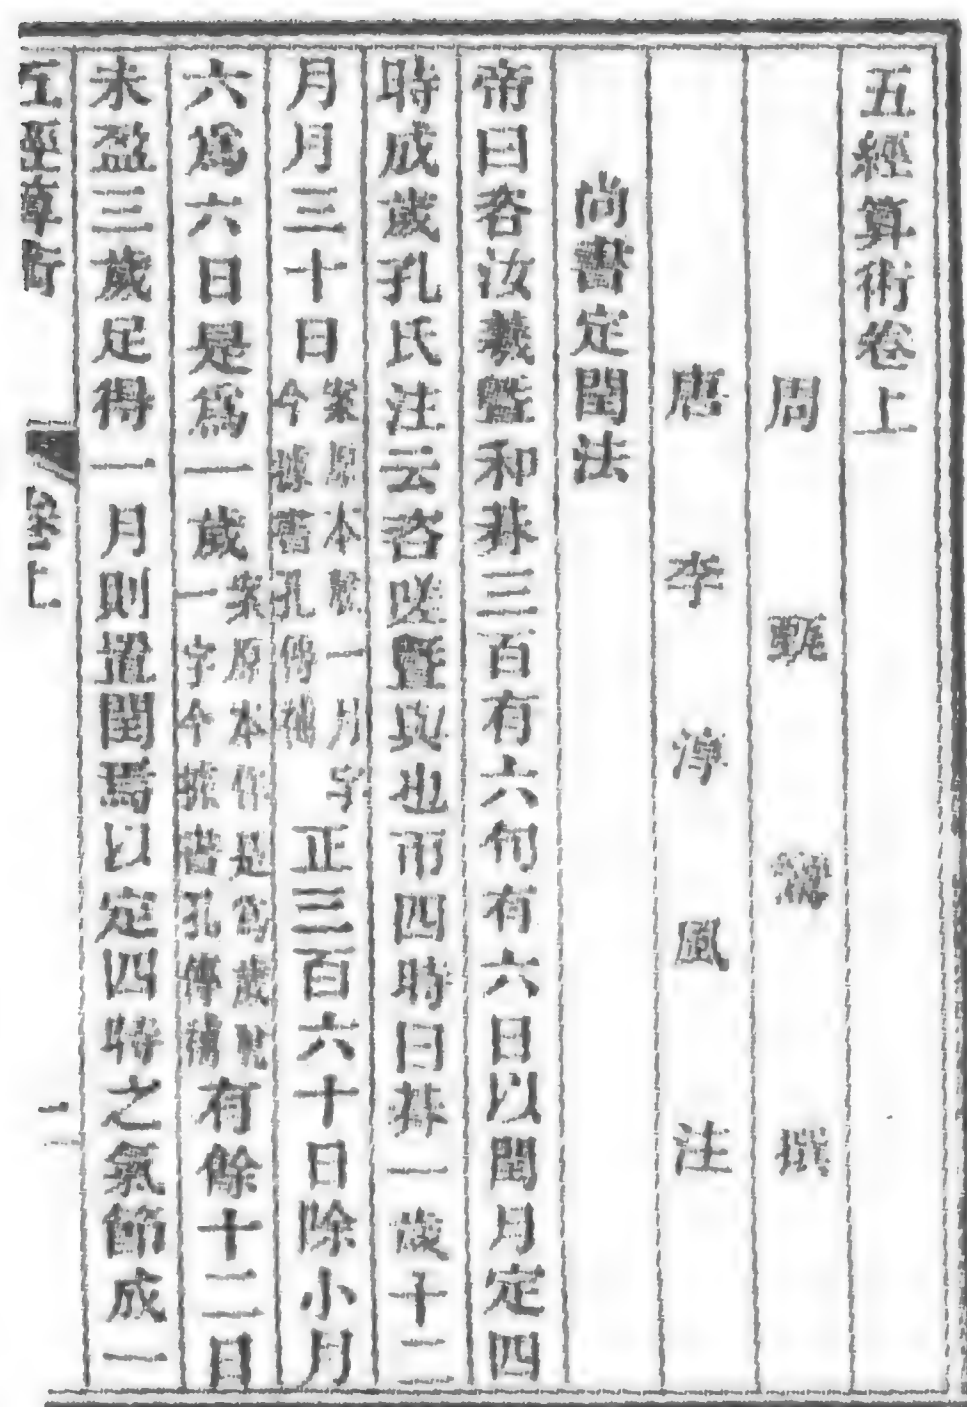 五經算術卷上
周 甄 鸞 撰
唐 李 淳 風 注
尚書定閏法
帝曰咨汝羲曁和朞三百有六旬有六日以閏月定四
時成歲孔氏注云咨嗟曁與也帀四時曰朞一歲十二
月月三十日案原本脫一月字今據舊孔傳補正三百六十日除小月
六爲六日是爲一歲案原本作是爲歲脫一字今據舊孔傳補有餘十二日
未盈三歲足得一月則置閏焉以定四時之氣節成一
五經算術 卷上 一